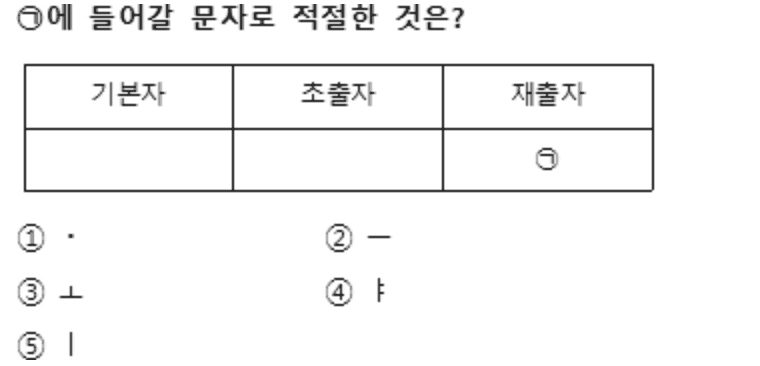 ㉠에 들어갈 문자로 적절한 것은?
기본자 초출자 재출자
㉠
① ㆍ ② ㅡ
③ ㅗ ④ ㅑ
⑤ ㅣ